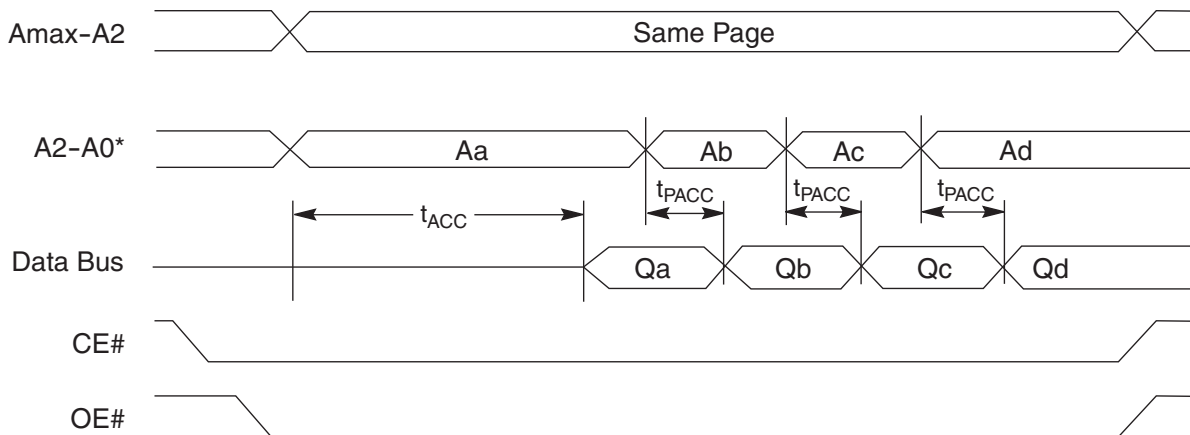 Amax-A2
Same Page
A2-A0*
Aa
Ab
Ac
Ad
tPACC
tPACC
tPACC
tACC
Data Bus
Qa
Qb
Qc
Qd
CE#
OE#